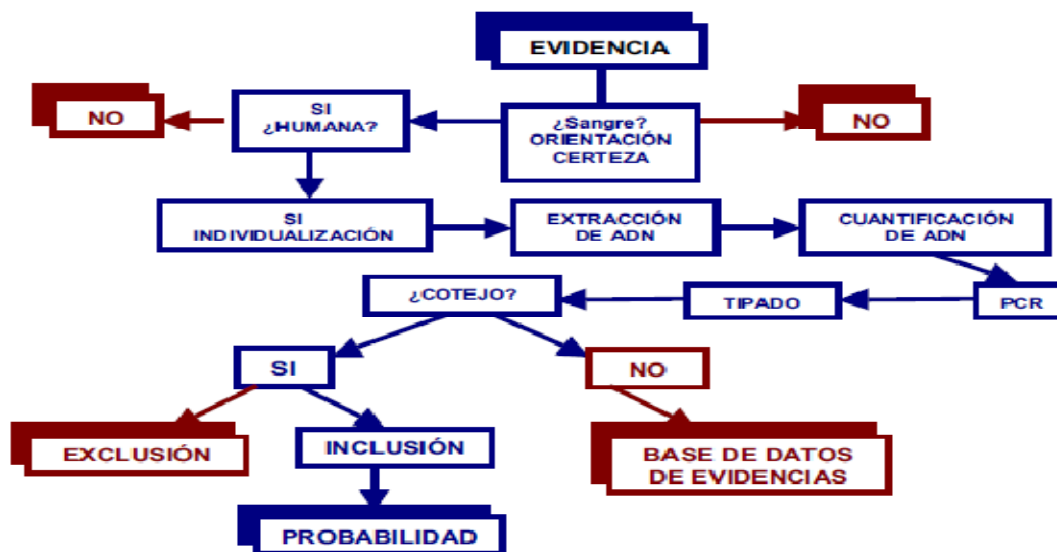 EVIDENCIA
NO
SI
¿HUMANA?
¿Sangre?
ORIENTACIÓN
CERTEZA
NO
SI
INDIVIDUALIZACIÓN
EXTRACCIÓN
DE ADN
CUANTIFICACIÓN
DE ADN
¿COTEJO?
TIPADO
PCR
SI
NO
EXCLUSIÓN
INCLUSIÓN
BASE DE DATOS
DE EVIDENCIAS
PROBABILIDAD